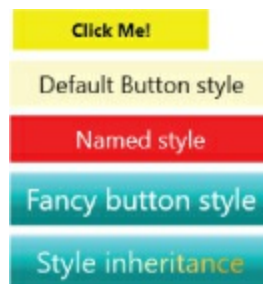 Click Me!
Default Button style
Named style
Fancy button style
Style inheritance